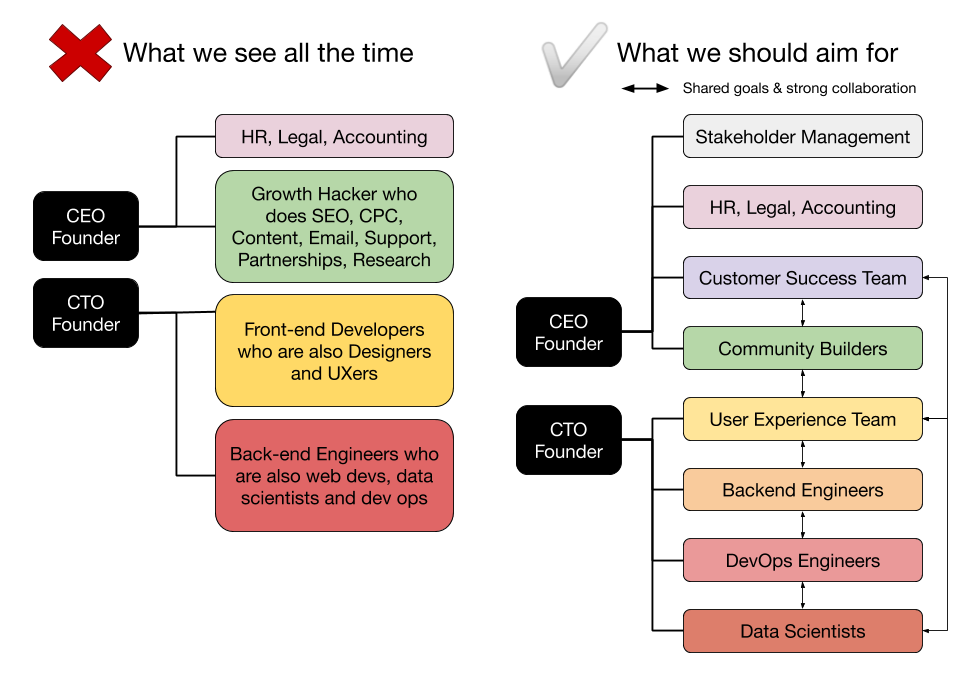 What we see all the time
HR, Legal, Accounting
CEO
Founder
Growth Hacker who
does SEO, CPC,
Content, Email, Support,
Partnerships, Research
CTO
Founder
Front-end Developers
who are also Designers
and UXers
Back-end Engineers who
are also web devs, data
scientists and dev ops
What we should aim for
Shared goals & strong collaboration
Stakeholder Management
HR, Legal, Accounting
Customer Success Team
CEO
Founder
Community Builders
CTO
Founder
User Experience Team
Backend Engineers
DevOps Engineers
Data Scientists